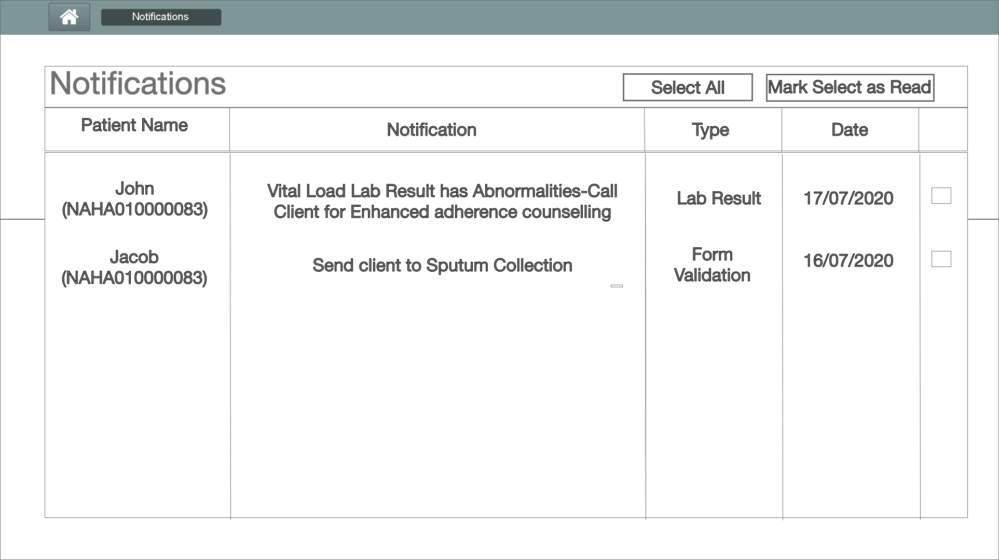 Notifications
Notifications
Select All
Mark Select as Read
Patient Name
Notification
Type
Date
John
(NAHA010000083)
Vital Load Lab Result has Abnormalities-Call
Client for Enhanced adherence counselling
Lab Result
17/07/2020
Jacob
(NAHA010000083)
Send client to Sputum Collection
Form
Validation
16/07/2020